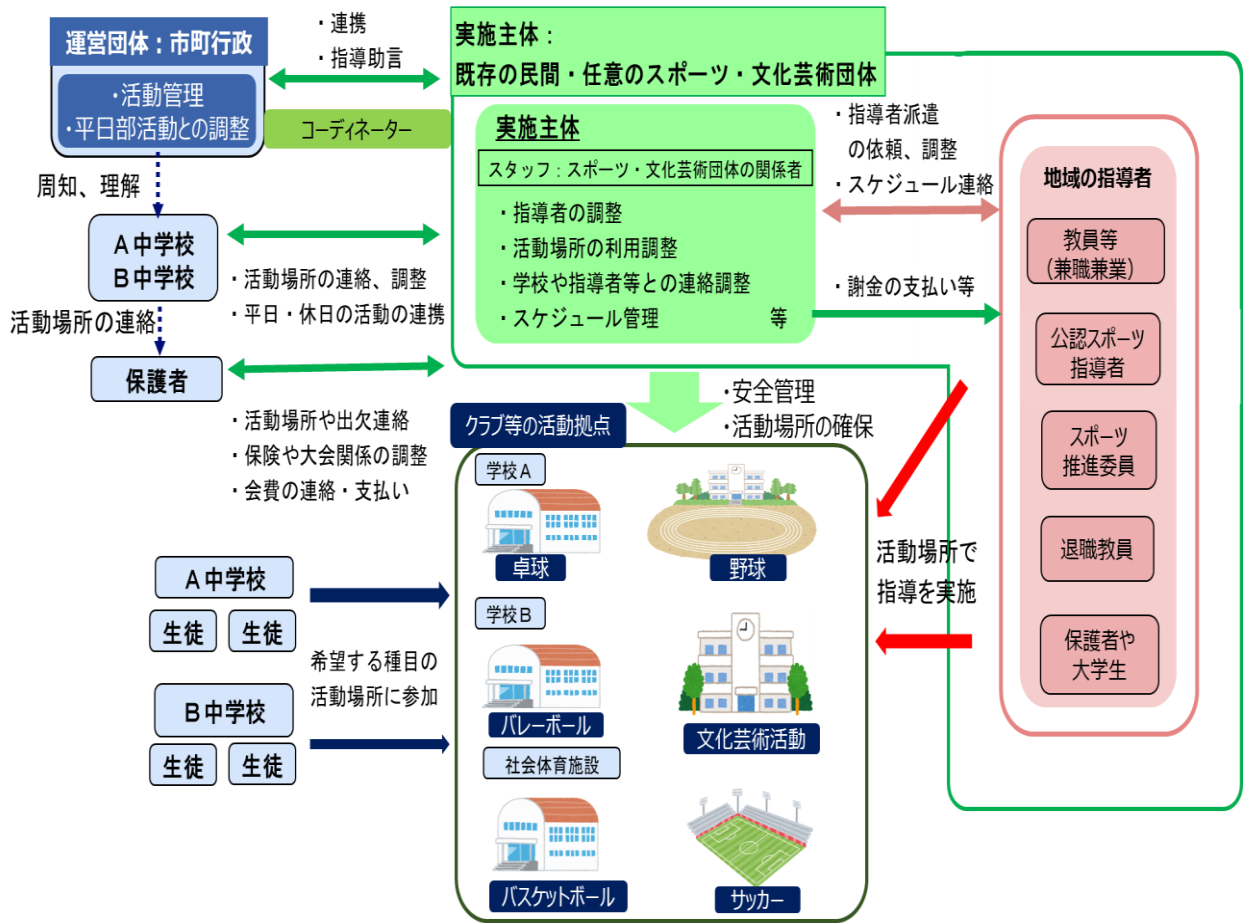 運営団体：市町行政
・活動管理
・平日部活動との調整
・連携
・指導助言
コーディネーター
実施主体：
既存の民間・任意のスポーツ・文化芸術団体
実施主体
スタッフ：スポーツ・文化芸術団体の関係者
・指導者の調整
・活動場所の利用調整
・学校や指導者等との連絡調整
・スケジュール管理　　　　　等
・指導者派遣
の依頼、調整
・スケジュール連絡
・謝金の支払い等
地域の指導者
教員等
（兼職兼業）
公認スポーツ
指導者
スポーツ
推進委員
退職教員
保護者や
大学生
周知、理解
A中学校
B中学校
・活動場所の連絡、調整
・平日・休日の活動の連携
活動場所の連絡
保護者
・活動場所や出欠連絡
・保険や大会関係の調整
・会費の連絡・支払い
・安全管理
・活動場所の確保
クラブ等の活動拠点
学校A
卓球
野球
学校B
バレーボール
文化芸術活動
社会体育施設
バスケットボール
サッカー
活動場所で
指導を実施
A中学校
生徒
生徒
希望する種目の
活動場所に参加
B中学校
生徒
生徒